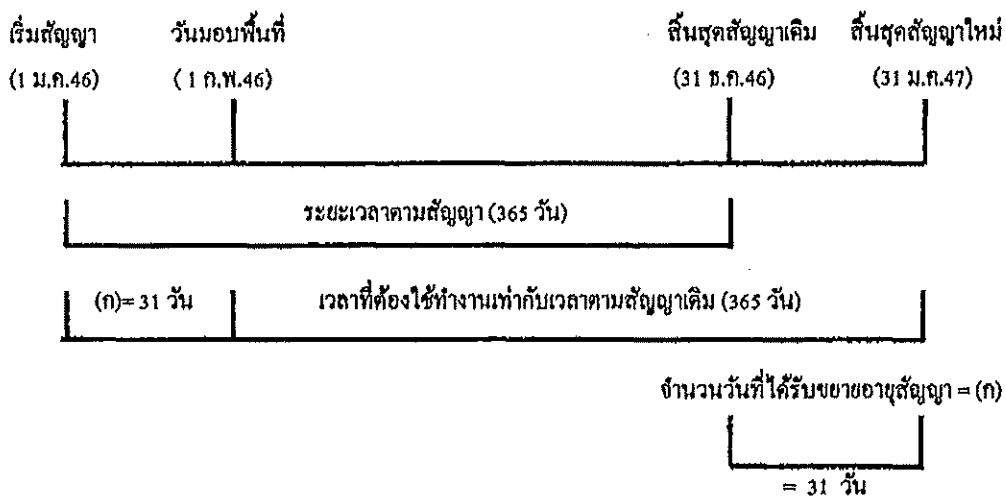 เริ่มสัญญา วันมอบพื้นที่ สิ้นสุดสัญญาเดิม สิ้นสุดสัญญาใหม่
(1 ม.ค.46) (1 ก.พ.46) (31 ธ.ค.46) (31 ม.ค.47)
ระยะเวลาตามสัญญา (365 วัน)
(ก)= 31 วัน เวลาที่ต้องใช้ทำงานเท่ากับเวลาตามสัญญาเดิม (365 วัน)
จำนวนวันที่ได้รับขยายอายุสัญญา = (ก)
= 31 วัน